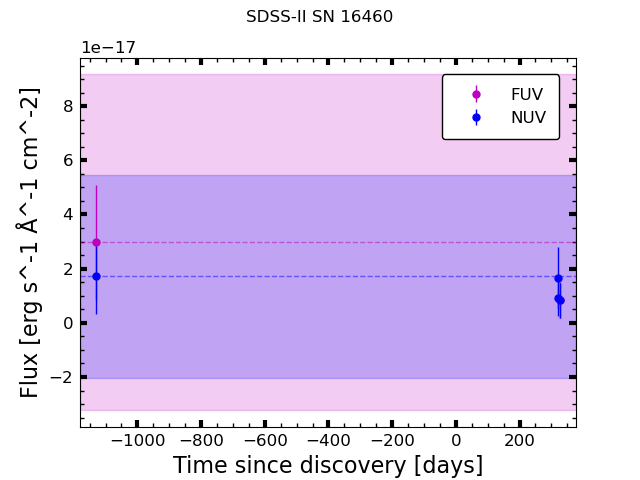 SDSS-II SN 16460
1e−17
FUV
NUV
8
6
4
2
0
−2
Flux [erg s^-1 Å^-1 cm^-2]
−1000 −800 −600 −400 −200 0 200
Time since discovery [days]